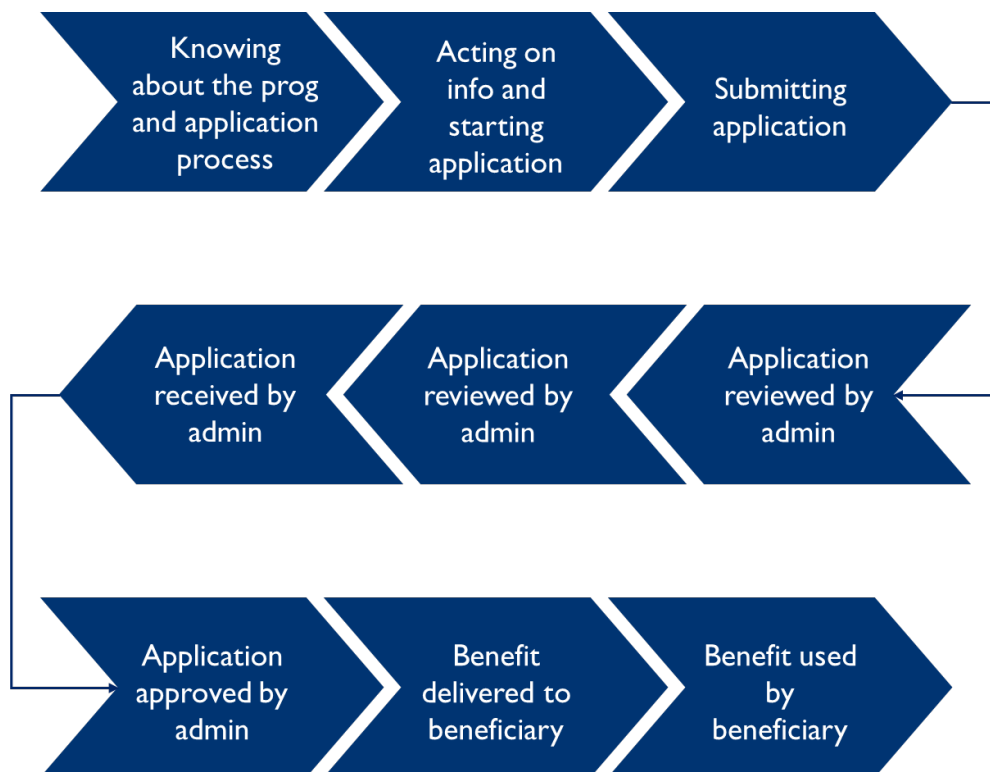 Knowing
about the prog
and application
process
Acting on
info and
starting
application
Submitting
application
Application
reviewed by
admin
Application
reviewed by
admin
Application
received by
admin
Application
approved by
admin
Benefit
delivered to
beneficiary
Benefit used
by
beneficiary